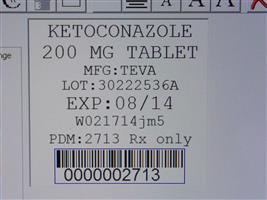 KETOCONAZOLE
200 MG TABLET
MFG:TEVA
LOT:30222536A
EXP:08/14
W021714jm5
PDM:2713 Rx only
0000002713